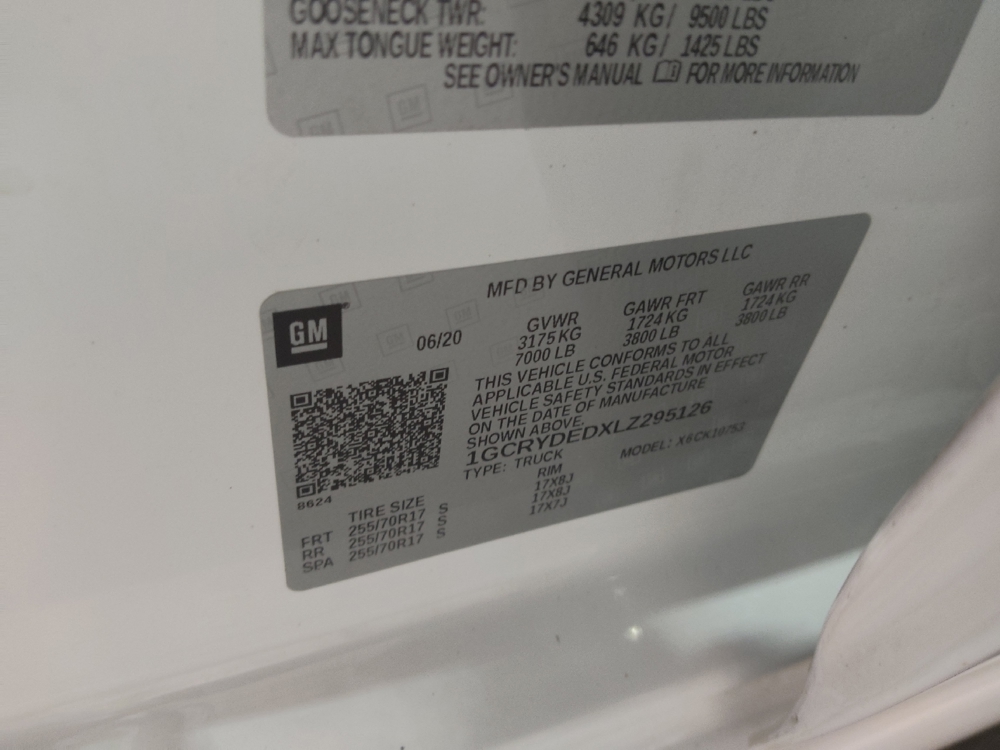 GOOSENECK TWR: 4309 KG/ 9500 LBS
MAX TONGUE WEIGHT: 646 KG/ 1425 LBS
SEE OWNER'S MANUAL FOR MORE INFORMATION
MFD BY GENERAL MOTORS LLC
GM
06/20
GVWR GAWR FRT GAWR RR
3175 KG 1724 KG 1724 KG
7000 LB 3800 LB 3800 LB
THIS VEHICLE CONFORMS TO ALL
APPLICABLE U.S. FEDERAL MOTOR
VEHICLE SAFETY STANDARDS IN EFFECT
ON THE DATE OF MANUFACTURE
SHOWN ABOVE.
1GCRYDEDXLZ295126
TYPE: TRUCK MODEL: X6CK10753
8624
TIRE SIZE RIM
FRT 255/70R17 S 17X8J
RR 255/70R17 S 17X8J
SPA 255/70R17 S 17X7J